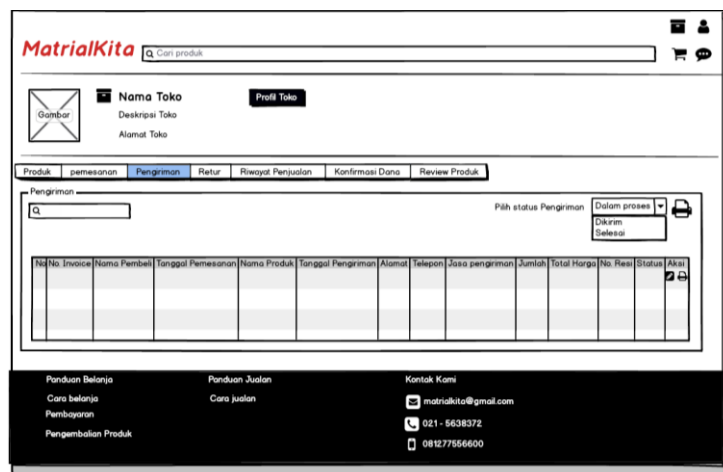 MatrialKita
Cari produk
Gambar
Nama Toko
Profil Toko
Deskripsi Toko
Alamat Toko
Produk pemesanan Pengiriman Retur Riwayat Penjualan Konfirmasi Dana Review Produk
Pengiriman
Pilih status Pengiriman Dalam proses
Dikirim
Selesai
No No. Invoice Nama Pembeli Tanggal Pemesanan Nama Produk Tanggal Pengiriman Alamat Telepon Jasa pengiriman Jumlah Total Harga No. Resi Status Aksi
Panduan Belanja Panduan Jualan Kontak Kami
Cara belanja Cara jualan matrialkita@gmail.com
Pembayaran
021 - 5638372
Pengembalian Produk
081277556600